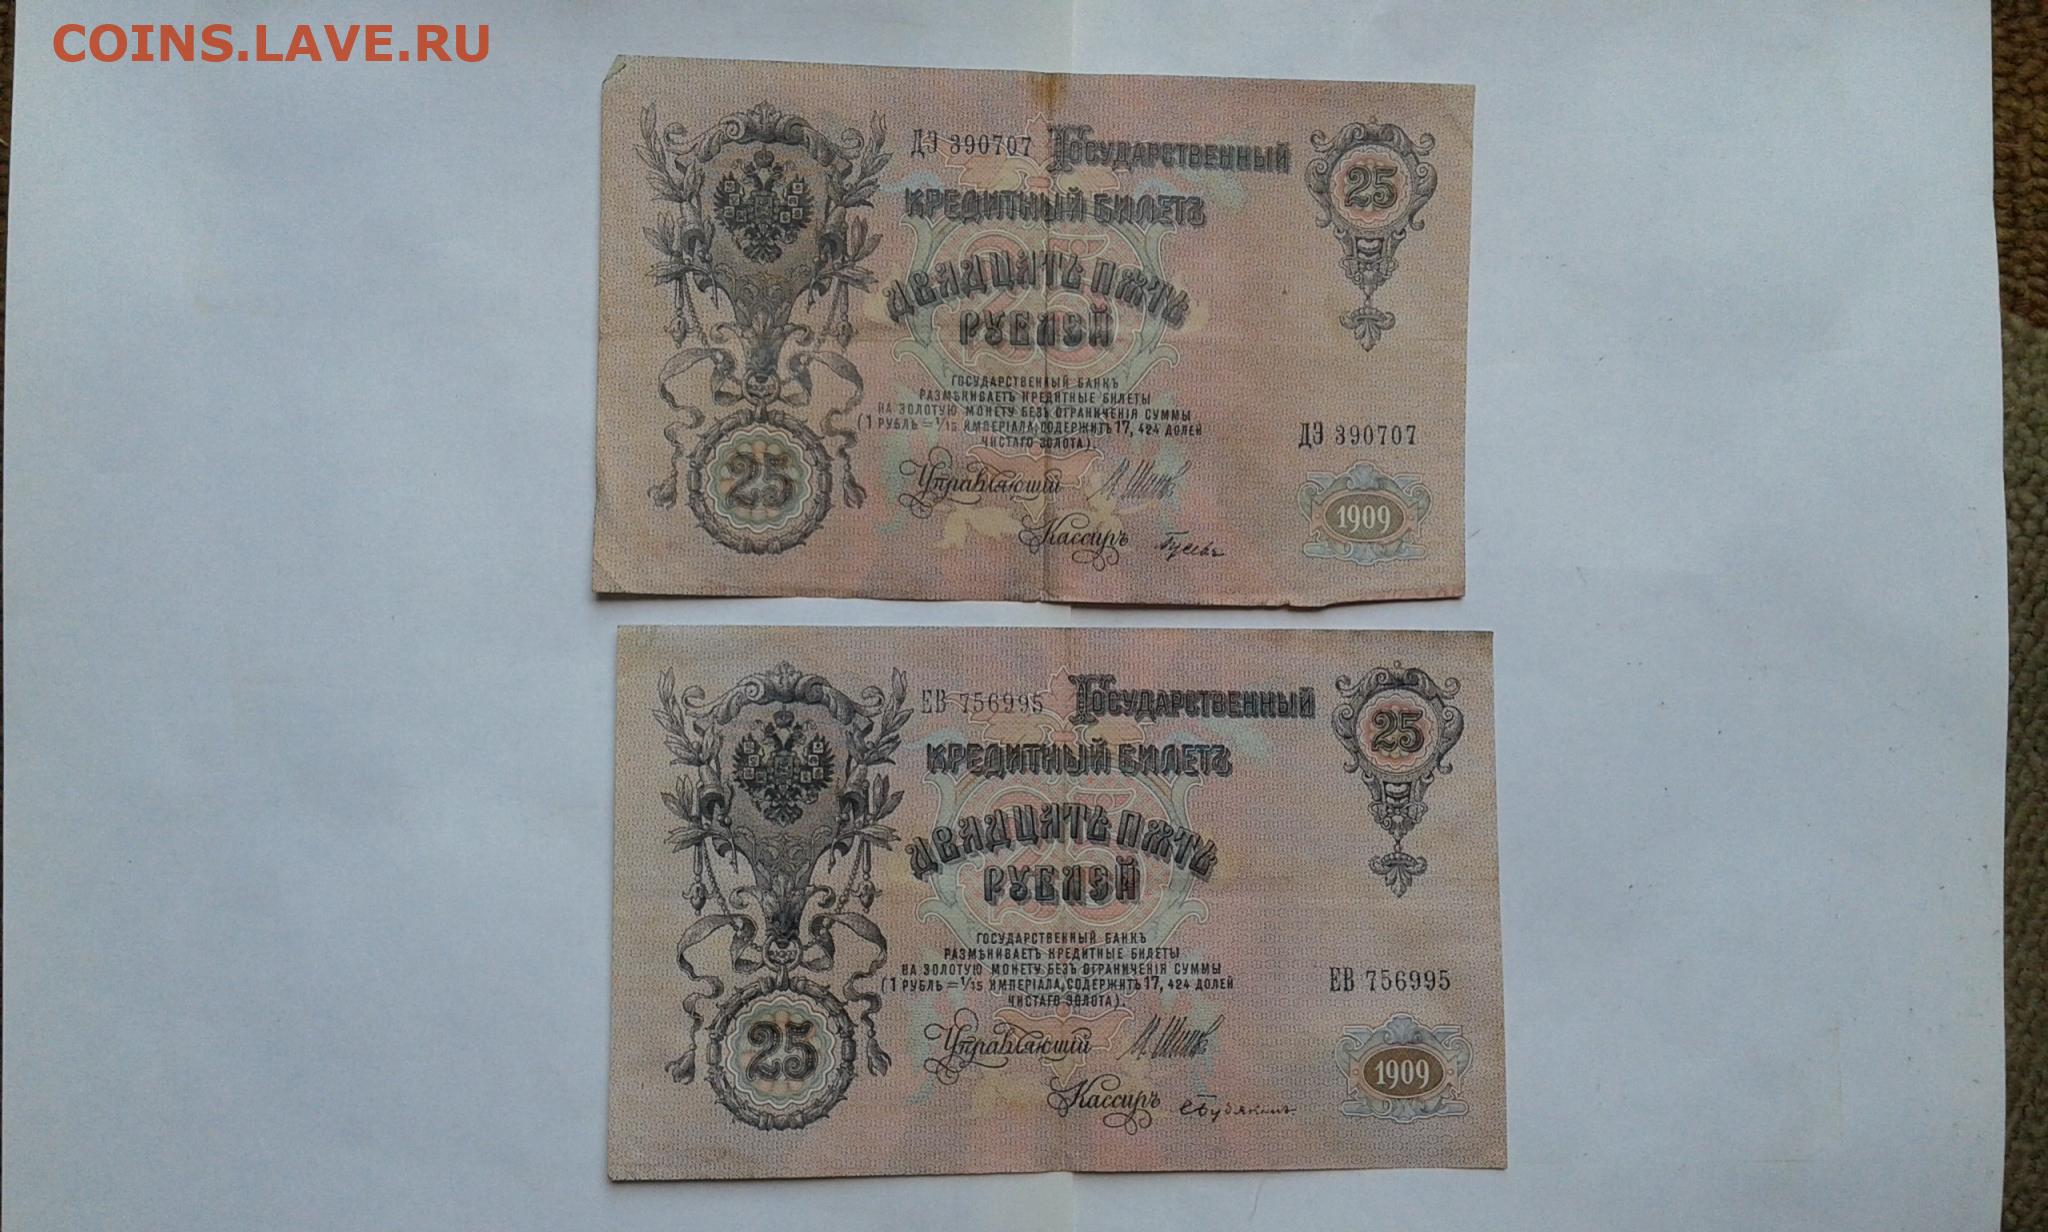 COINS.LAVE.RU
ДЭ 390707 Государственный
25
Кредитный Билетъ
Двадцать пять
рублей
ГОСУДАРСТВЕННЫЙ БАНКЪ
РАЗМѢНИВАЕТЪ КРЕДИТНЫЕ БИЛЕТЫ
НА ЗОЛОТУЮ МОНЕТУ БЕЗЪ ОГРАНИЧЕНІЯ СУММЫ
(1 РУБЛЬ = 1/15 ИМПЕРІАЛА, СОДЕРЖИТЪ 17, 424 ДОЛЕЙ
ЧИСТАГО ЗОЛОТА).
ДЭ 390707
25
Управляющій
Кассиръ Гусевъ
1909
ЕВ 756995 Государственный
25
Кредитный Билетъ
Двадцать пять
рублей
ГОСУДАРСТВЕННЫЙ БАНКЪ
РАЗМѢНИВАЕТЪ КРЕДИТНЫЕ БИЛЕТЫ
НА ЗОЛОТУЮ МОНЕТУ БЕЗЪ ОГРАНИЧЕНІЯ СУММЫ
(1 РУБЛЬ = 1/15 ИМПЕРІАЛА, СОДЕРЖИТЪ 17, 424 ДОЛЕЙ
ЧИСТАГО ЗОЛОТА).
ЕВ 756995
25
Управляющій
Кассиръ
1909